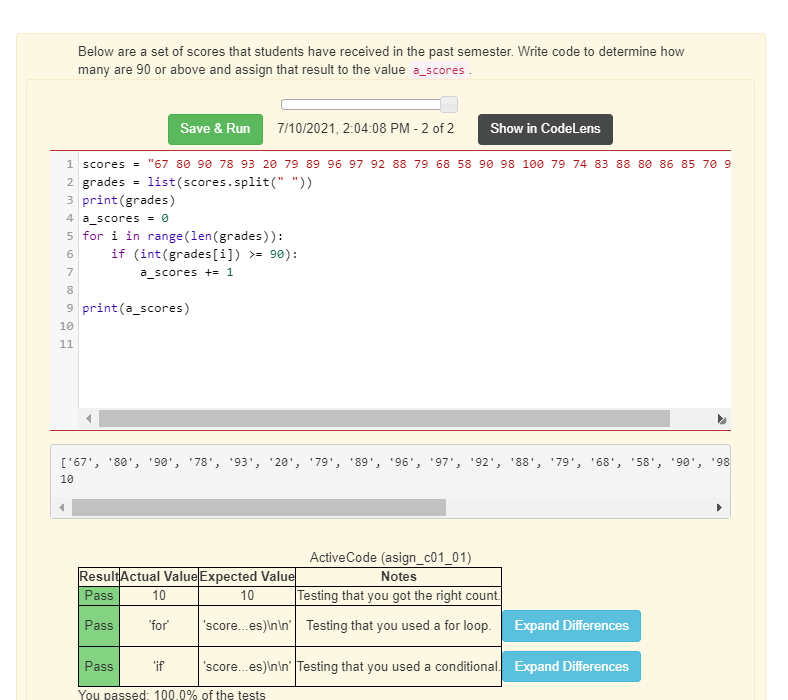 Below are a set of scores that students have received in the past semester. Write code to determine how
many are 90 or above and assign that result to the value a_scores .
Save & Run 7/10/2021, 2:04:08 PM - 2 of 2 Show in CodeLens
1 scores = "67 80 90 78 93 20 79 89 96 97 92 88 79 68 58 90 98 100 79 74 83 88 80 86 85 70 9
2 grades = list(scores.split(" "))
3 print(grades)
4 a_scores = 0
5 for i in range(len(grades)):
6     if (int(grades[i]) >= 90):
7         a_scores += 1
8
9 print(a_scores)
10
11
['67', '80', '90', '78', '93', '20', '79', '89', '96', '97', '92', '88', '79', '68', '58', '90', '98
10
ActiveCode (asign_c01_01)
Result Actual Value Expected Value Notes
Pass 10 10 Testing that you got the right count.
Pass 'for' 'score...es)\n\n' Testing that you used a for loop. Expand Differences
Pass 'if' 'score...es)\n\n' Testing that you used a conditional. Expand Differences
You passed: 100.0% of the tests